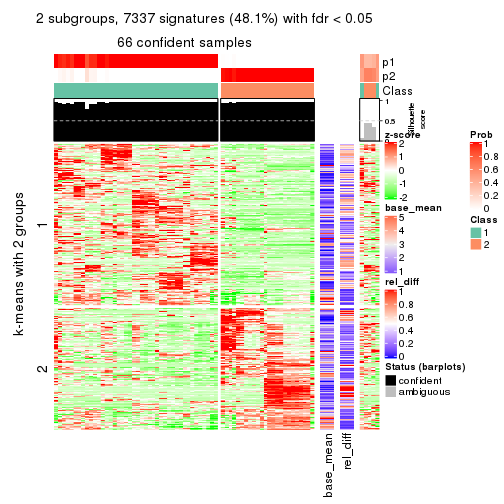 2 subgroups, 7337 signatures (48.1%) with fdr < 0.05
66 confident samples
p1
p2
Class
1
0.5
0
Silhouette
score
k-means with 2 groups
1
2
base_mean
rel_diff
z-score
2
1
0
-1
-2
base_mean
5
4
3
2
1
rel_diff
1
0.8
0.6
0.4
0.2
0
Status (barplots)
confident
ambiguous
Prob
1
0.8
0.6
0.4
0.2
0
Class
1
2